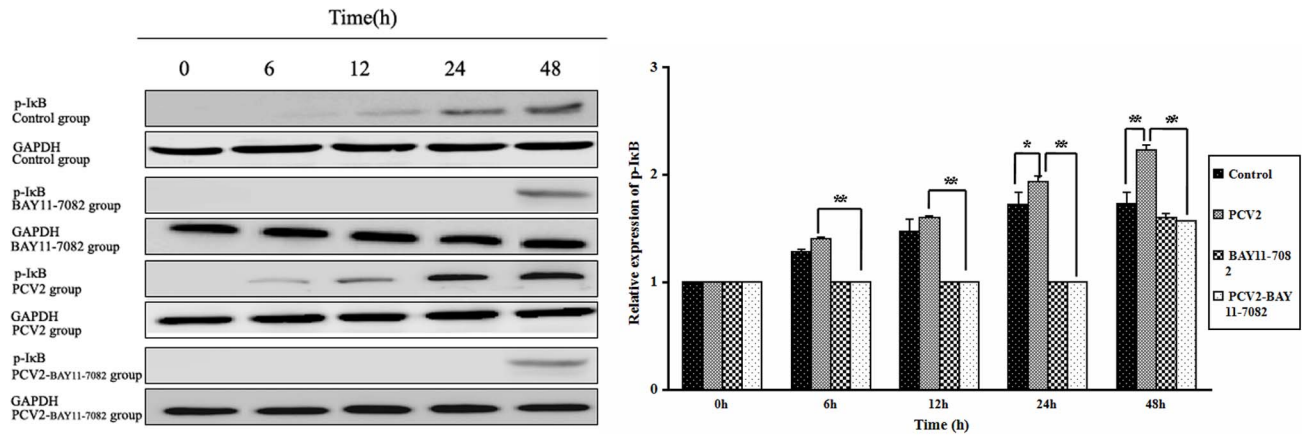 Time(h)
0 6 12 24 48
p-IκB
Control group
GAPDH
Control group
p-IκB
BAY11-7082 group
GAPDH
BAY11-7082 group
p-IκB
PCV2 group
GAPDH
PCV2 group
p-IκB
PCV2-BAY11-7082 group
GAPDH
PCV2-BAY11-7082 group
Relative expression of p-IκB
3
2
1
0
** ** * ** ** **
0h 6h 12h 24h 48h
Time (h)
Control
PCV2
BAY11-708
2
PCV2-BAY
11-7082